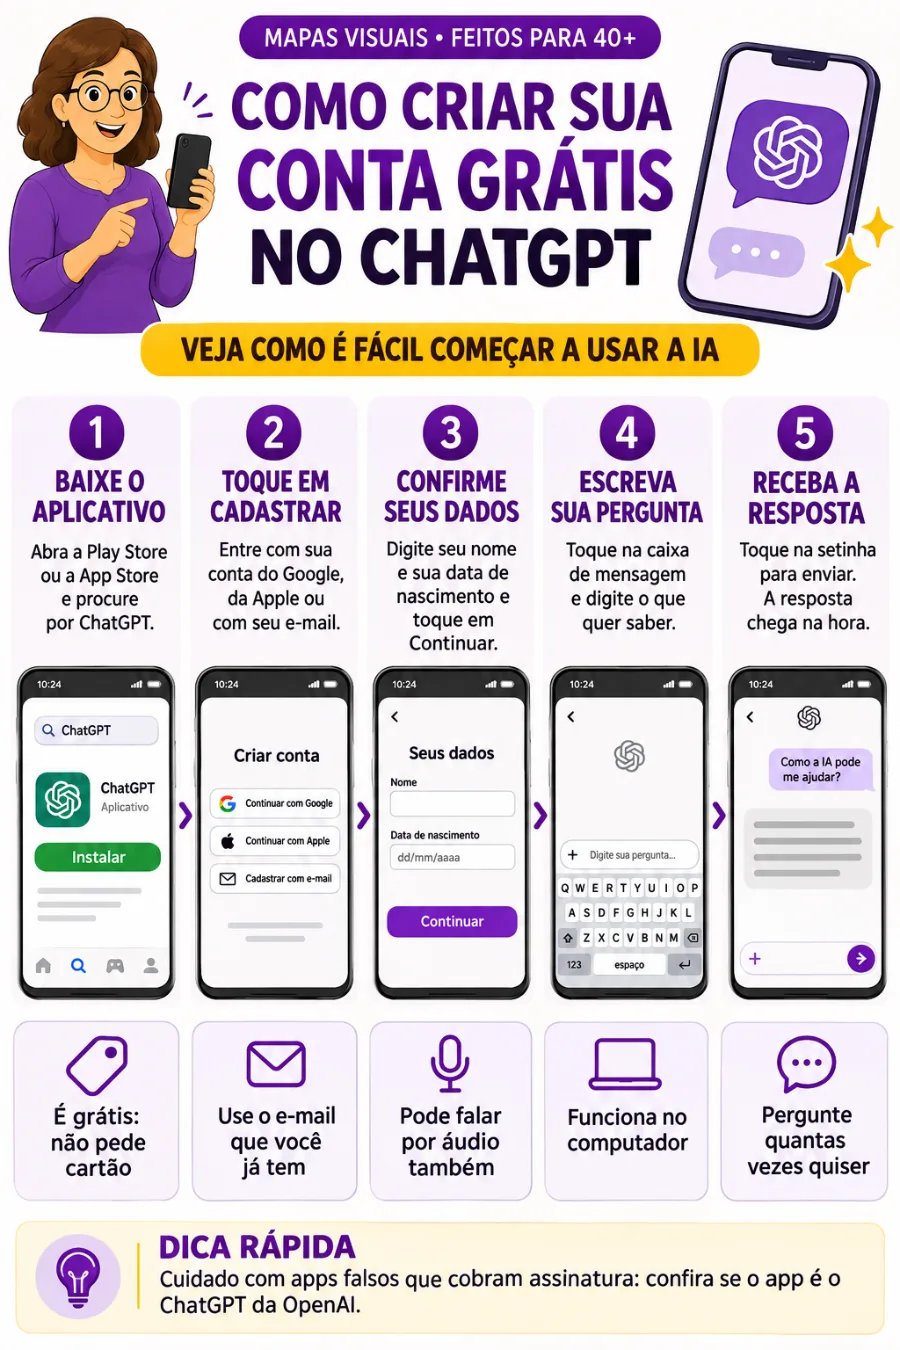 MAPAS VISUAIS • FEITOS PARA 40+
COMO CRIAR SUA
CONTA GRÁTIS
NO CHATGPT
VEJA COMO É FÁCIL COMEÇAR A USAR A IA
1
BAIXE O
APLICATIVO
Abra a Play Store
ou a App Store
e procure
por ChatGPT.
2
TOQUE EM
CADASTRAR
Entre com sua
conta do Google,
da Apple ou
com seu e-mail.
3
CONFIRME
SEUS DADOS
Digite seu nome
e sua data de
nascimento e
toque em
Continuar.
4
ESCREVA
SUA PERGUNTA
Toque na caixa
de mensagem
e digite o que
quer saber.
5
RECEBA A
RESPOSTA
Toque na setinha
para enviar.
A resposta
chega na hora.
10:24
ChatGPT
ChatGPT
Aplicativo
Instalar
10:24
Criar conta
Continuar com Google
Continuar com Apple
Cadastrar com e-mail
10:24
Seus dados
Nome
Data de nascimento
dd/mm/aaaa
Continuar
10:24
Digite sua pergunta...
Q W E R T Y U I O P
A S D F G H J K L
Z X C V B N M
123 espaço
10:24
Como a IA pode
me ajudar?
É grátis:
não pede
cartão
Use o e-mail
que você
já tem
Pode falar
por áudio
também
Funciona no
computador
Pergunte
quantas
vezes quiser
DICA RÁPIDA
Cuidado com apps falsos que cobram assinatura: confira se o app é o
ChatGPT da OpenAI.